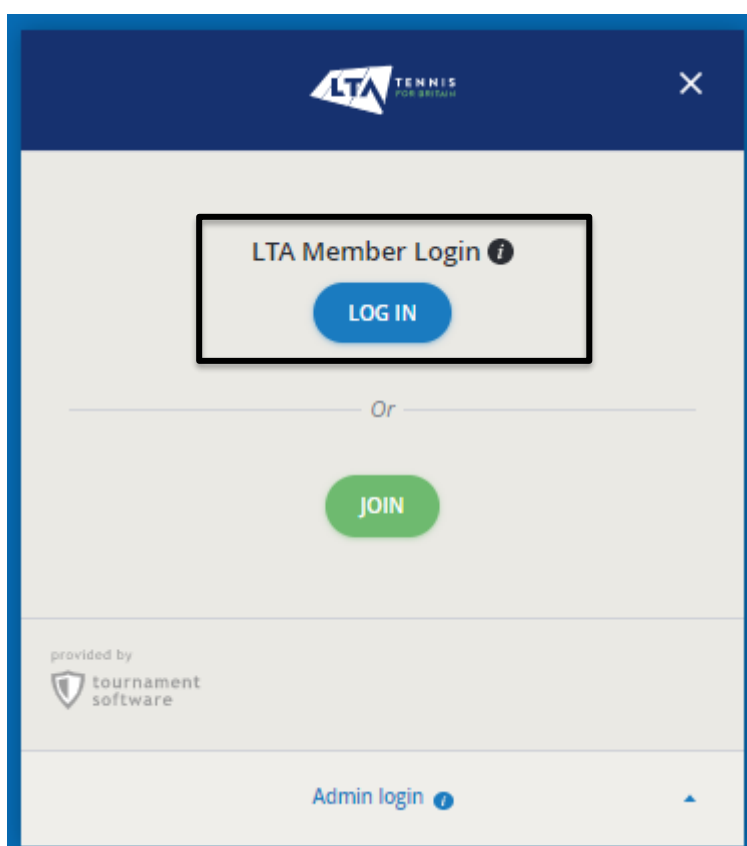 LTA TENNIS
FOR BRITAIN
LTA Member Login i
LOG IN
Or
JOIN
provided by
tournament
software
Admin login i